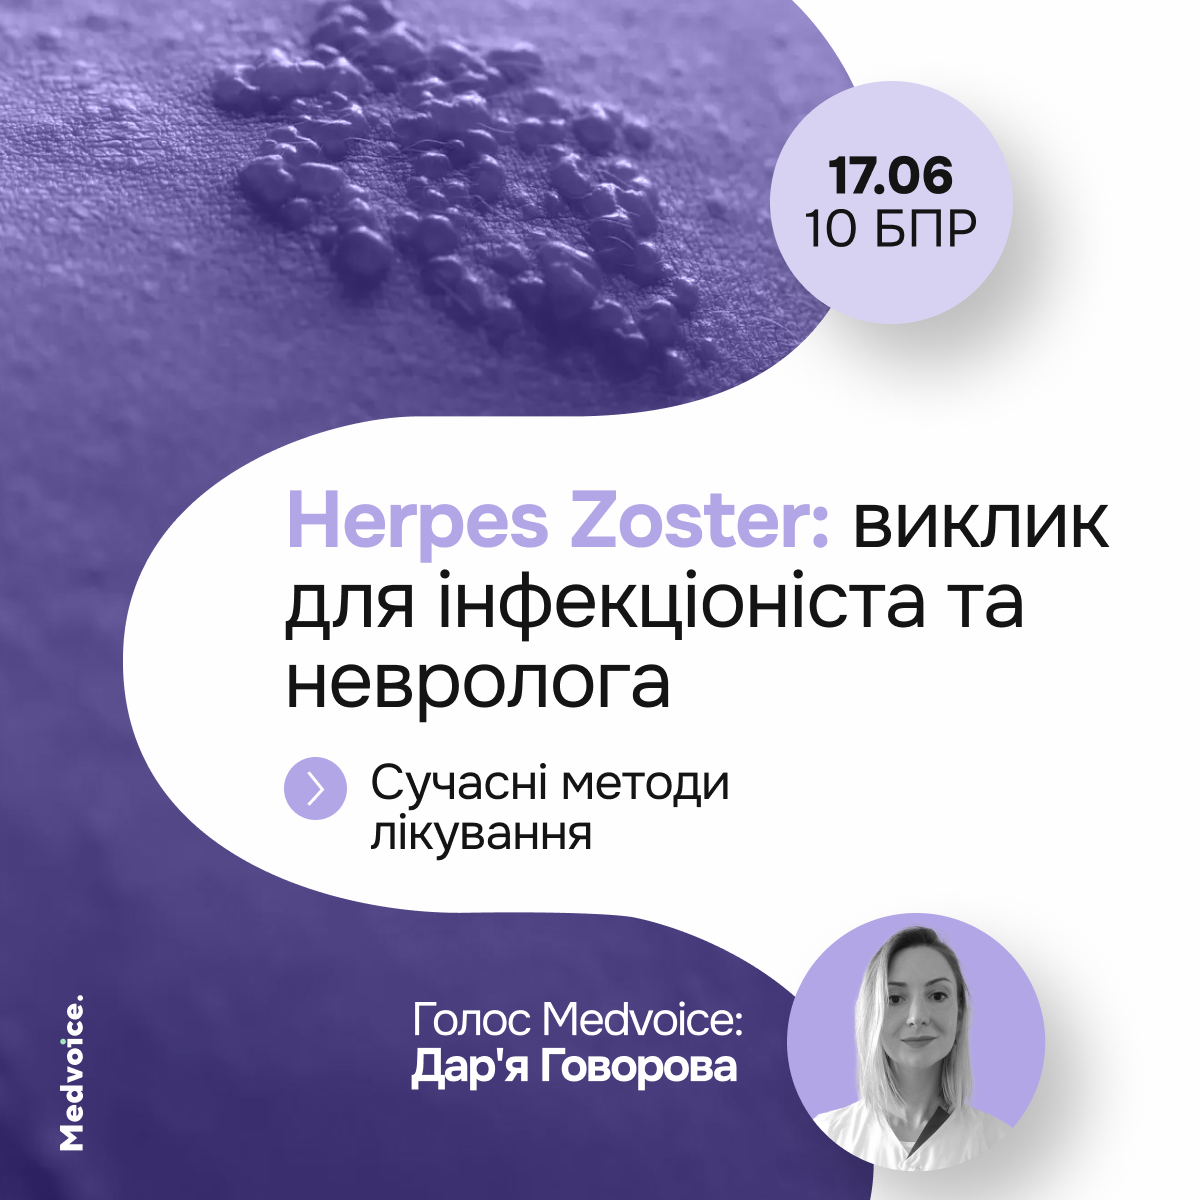 17.06
10 БПР
Herpes Zoster: виклик
для інфекціоніста та
невролога
Сучасні методи
лікування
Голос Medvoice:
Дар'я Говорова
Medvoice.